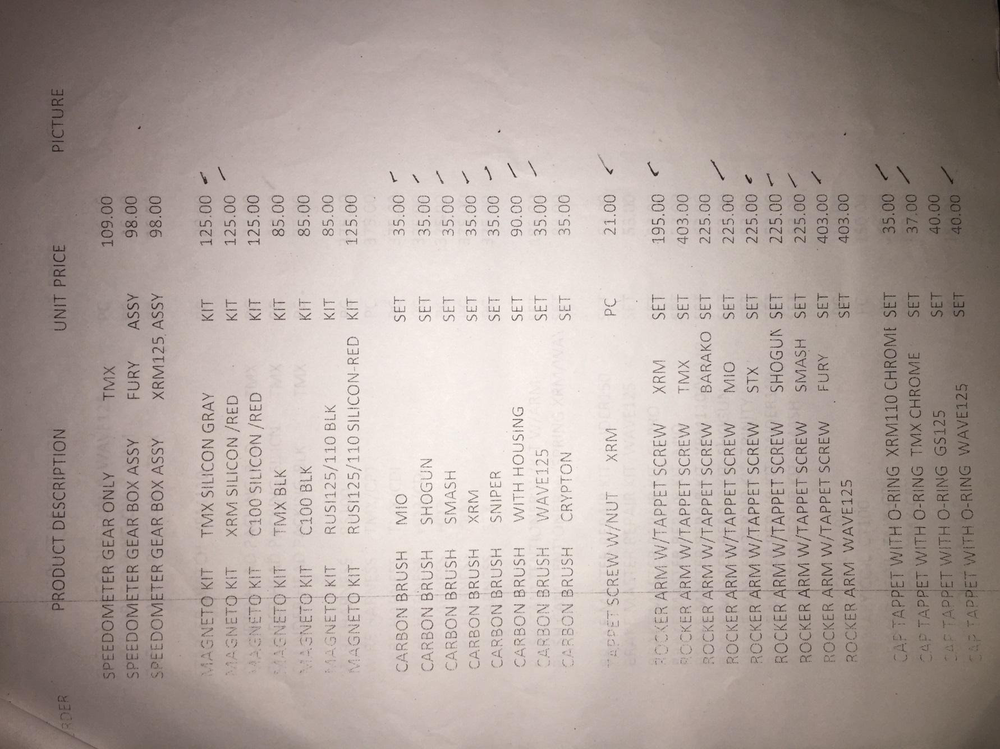 PRODUCT DESCRIPTION UNIT PRICE PICTURE
SPEEDOMETER GEAR ONLY TMX 109.00
SPEEDOMETER GEAR BOX ASSY FURY ASSY 98.00
SPEEDOMETER GEAR BOX ASSY XRM125 ASSY 98.00
MAGNETO KIT TMX SILICON GRAY KIT 125.00
MAGNETO KIT XRM SILICON /RED KIT 125.00
MAGNETO KIT C100 SILICON /RED KIT 125.00
MAGNETO KIT TMX BLK KIT 85.00
MAGNETO KIT C100 BLK KIT 85.00
MAGNETO KIT RUSI125/110 BLK KIT 85.00
MAGNETO KIT RUSI125/110 SILICON-RED KIT 125.00
CARBON BRUSH MIO SET 35.00
CARBON BRUSH SHOGUN SET 35.00
CARBON BRUSH SMASH SET 35.00
CARBON BRUSH XRM SET 35.00
CARBON BRUSH SNIPER SET 35.00
CARBON BRUSH WITH HOUSING SET 90.00
CARBON BRUSH WAVE125 SET 35.00
CARBON BRUSH CRYPTON SET 35.00
TAPPET SCREW W/NUT XRM PC 21.00
ROCKER ARM W/TAPPET SCREW XRM SET 195.00
ROCKER ARM W/TAPPET SCREW TMX SET 403.00
ROCKER ARM W/TAPPET SCREW BARAKO SET 225.00
ROCKER ARM W/TAPPET SCREW MIO SET 225.00
ROCKER ARM W/TAPPET SCREW STX SET 225.00
ROCKER ARM W/TAPPET SCREW SHOGUN SET 225.00
ROCKER ARM W/TAPPET SCREW SMASH SET 225.00
ROCKER ARM W/TAPPET SCREW FURY SET 403.00
ROCKER ARM WAVE125 SET 403.00
CAP TAPPET WITH O-RING XRM110 CHROME SET 35.00
CAP TAPPET WITH O-RING TMX CHROME SET 37.00
CAP TAPPET WITH O-RING GS125 SET 40.00
CAP TAPPET WITH O-RING WAVE125 SET 40.00